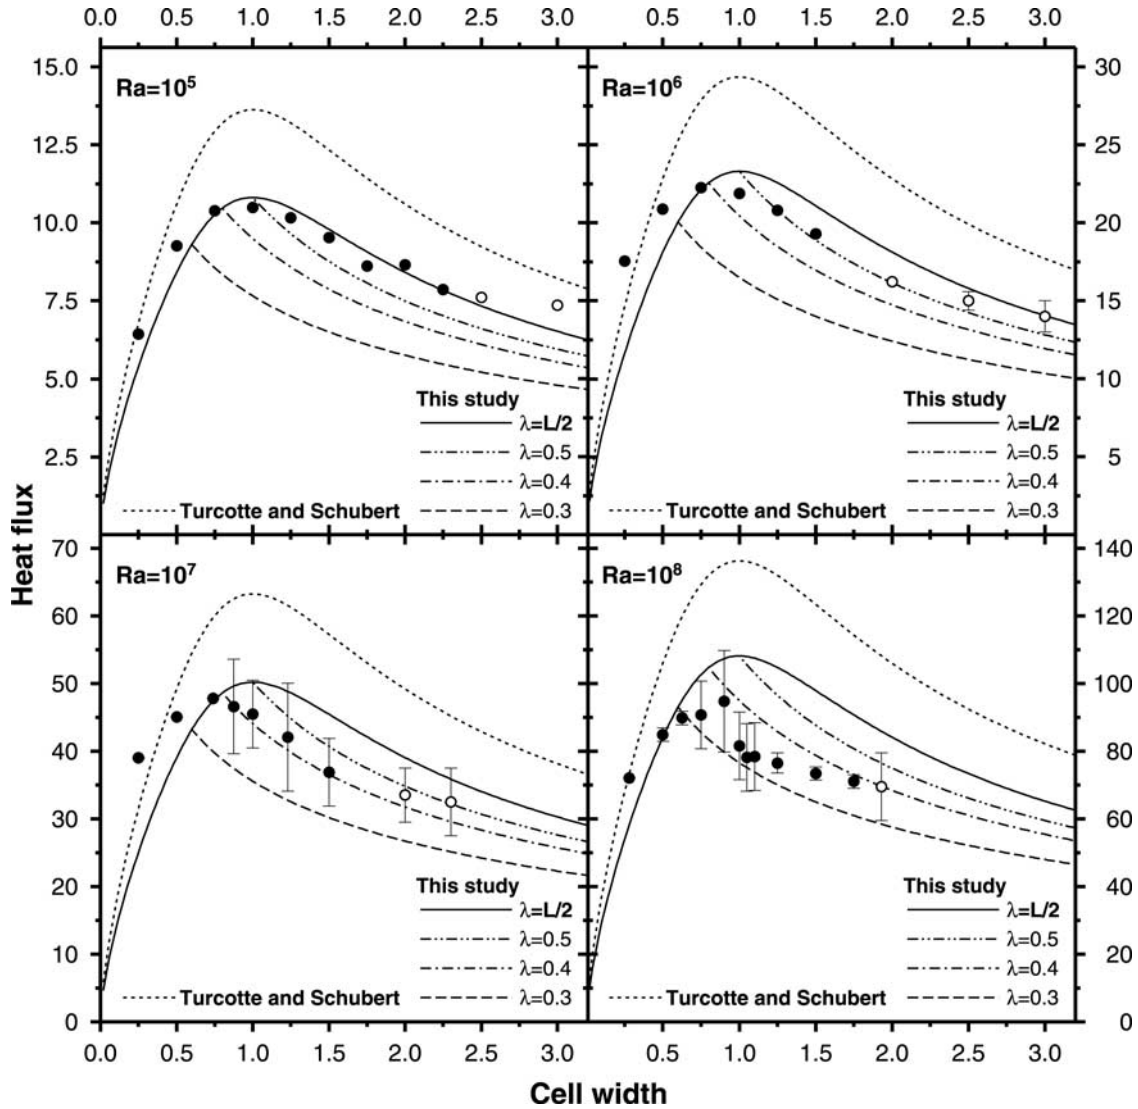 0.5 1.0 1.5 2.0 2.5 3.0 0.5 1.0 1.5 2.0 2.5 3.0
15.0 Ra=10⁵ Ra=10⁶ 30
12.5 25
10.0 20
7.5 15
5.0 10
This study This study
λ=L/2 λ=L/2
2.5 λ=0.5 λ=0.5 5
λ=0.4 λ=0.4
Turcotte and Schubert λ=0.3 Turcotte and Schubert λ=0.3
Heat flux
70 140
Ra=10⁷ Ra=10⁸
60 120
50 100
40 80
30 60
20 40
This study This study
λ=L/2 λ=L/2
10 λ=0.5 λ=0.5 20
λ=0.4 λ=0.4
Turcotte and Schubert λ=0.3 Turcotte and Schubert λ=0.3
0 0
0.0 0.5 1.0 1.5 2.0 2.5 3.0 0.5 1.0 1.5 2.0 2.5 3.0
Cell width